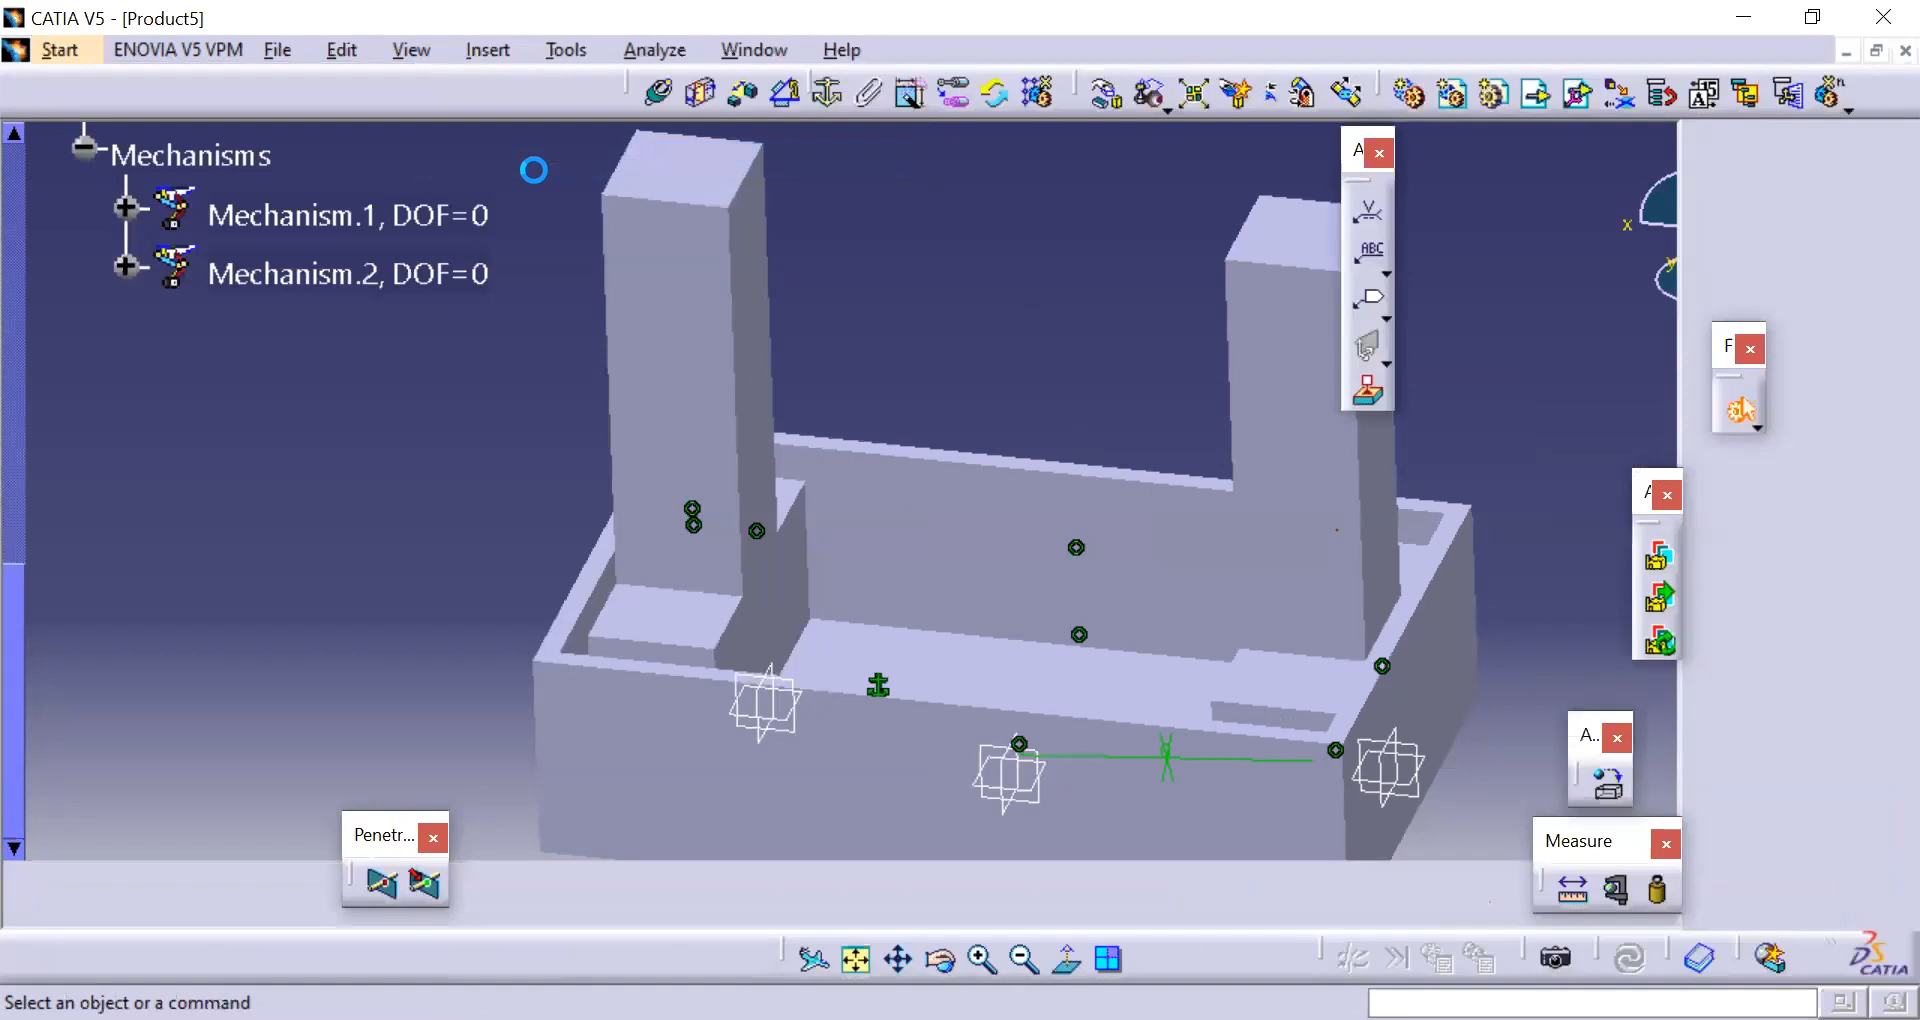 CATIA V5 - [Product5]
Start ENOVIA V5 VPM File Edit View Insert Tools Analyze Window Help
Mechanisms
Mechanism.1, DOF=0
Mechanism.2, DOF=0
A
ABC
x
y
F
A
A..
Penetr...
Measure
CATIA
Select an object or a command